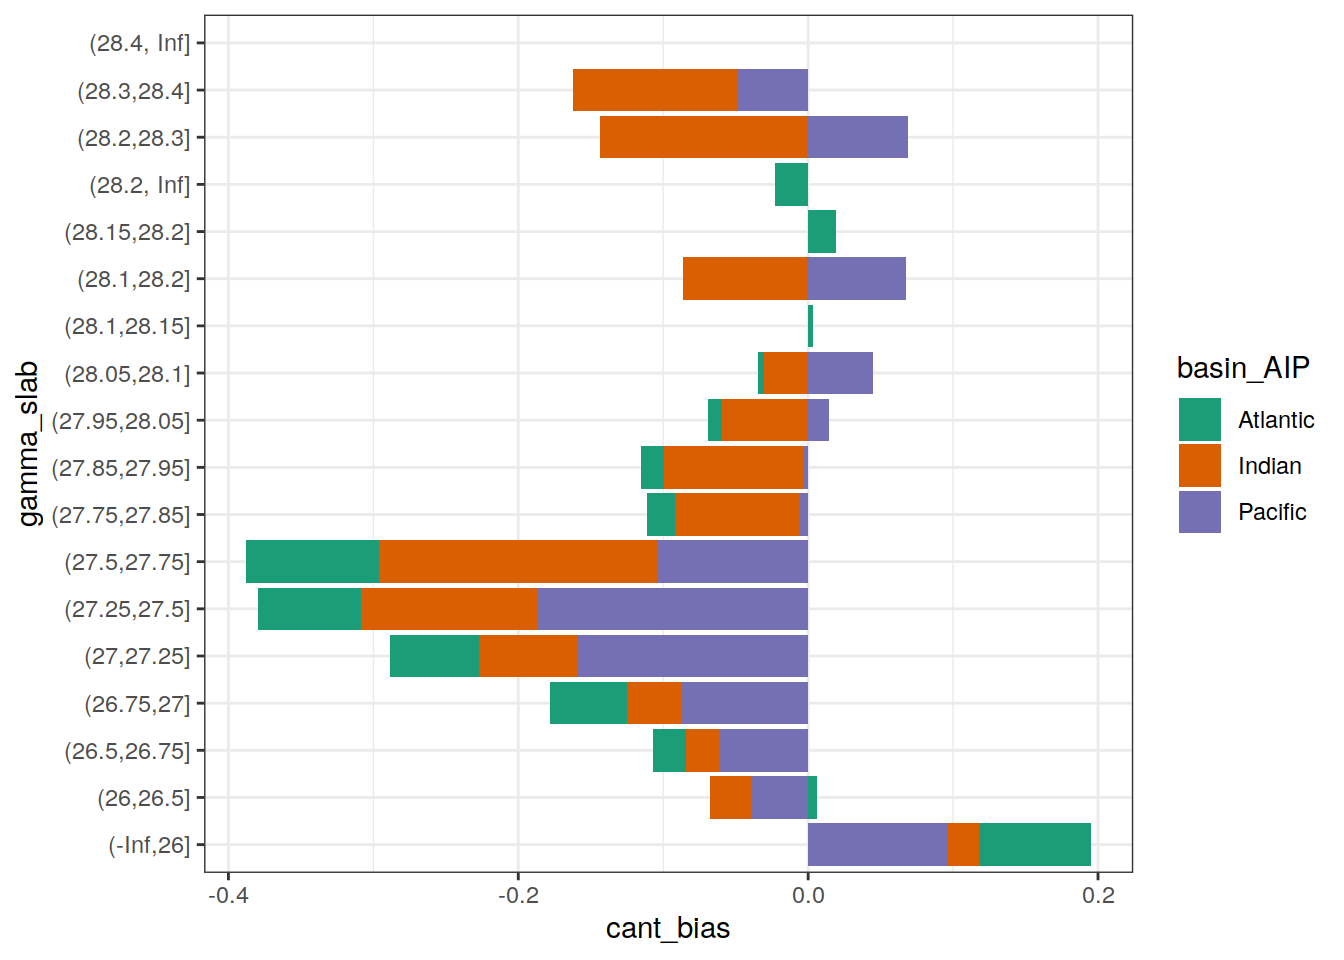 (28.4, Inf]
(28.3,28.4]
(28.2,28.3]
(28.2, Inf]
(28.15,28.2]
(28.1,28.2]
(28.1,28.15]
(28.05,28.1]
(27.95,28.05]
(27.85,27.95]
(27.75,27.85]
(27.5,27.75]
(27.25,27.5]
(27,27.25]
(26.75,27]
(26.5,26.75]
(26,26.5]
(-Inf,26]
gamma_slab
-0.4
-0.2
0.0
0.2
cant_bias
basin_AIP
Atlantic
Indian
Pacific